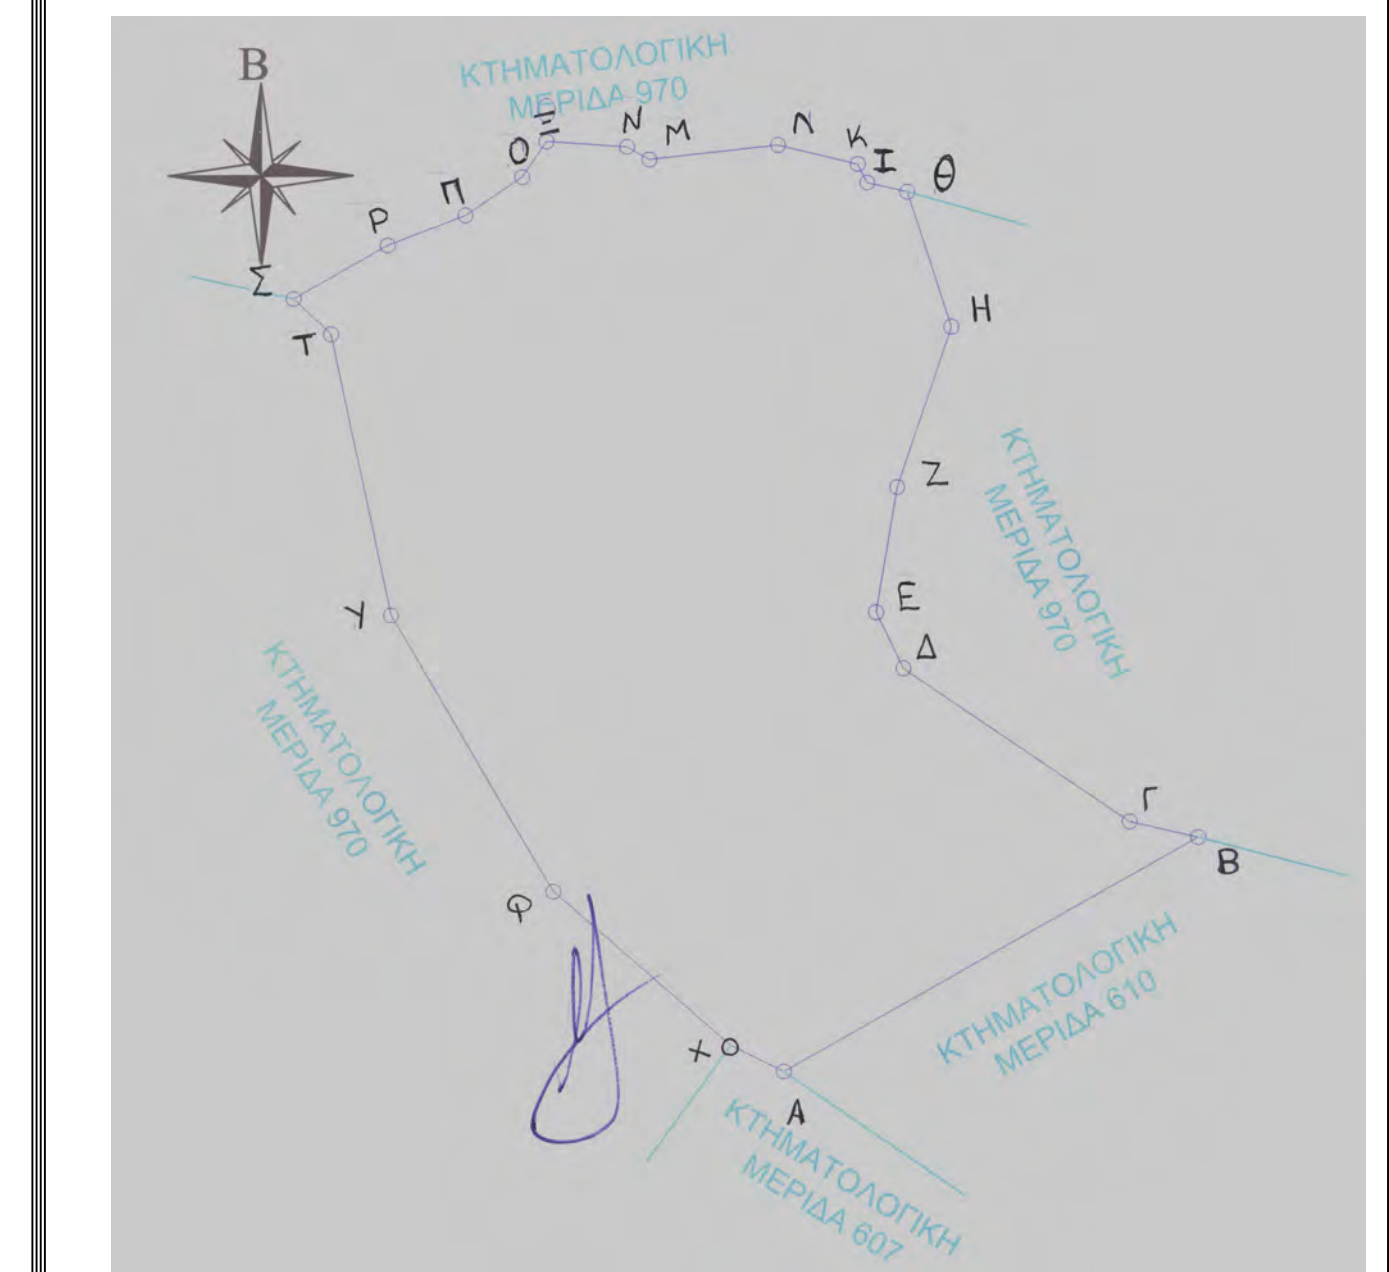 Β
ΚΤΗΜΑΤΟΛΟΓΙΚΗ
ΜΕΡΙΔΑ 970
Ξ
Ν
Μ
Λ
Κ
Ι
Θ
Ο
Π
Ρ
Σ
Τ
Η
Ζ
ΚΤΗΜΑΤΟΛΟΓΙΚΗ
ΜΕΡΙΔΑ 970
Ε
Δ
Υ
ΚΤΗΜΑΤΟΛΟΓΙΚΗ
ΜΕΡΙΔΑ 970
Γ
Β
Φ
ΚΤΗΜΑΤΟΛΟΓΙΚΗ
ΜΕΡΙΔΑ 610
Χ
Α
ΚΤΗΜΑΤΟΛΟΓΙΚΗ
ΜΕΡΙΔΑ 607